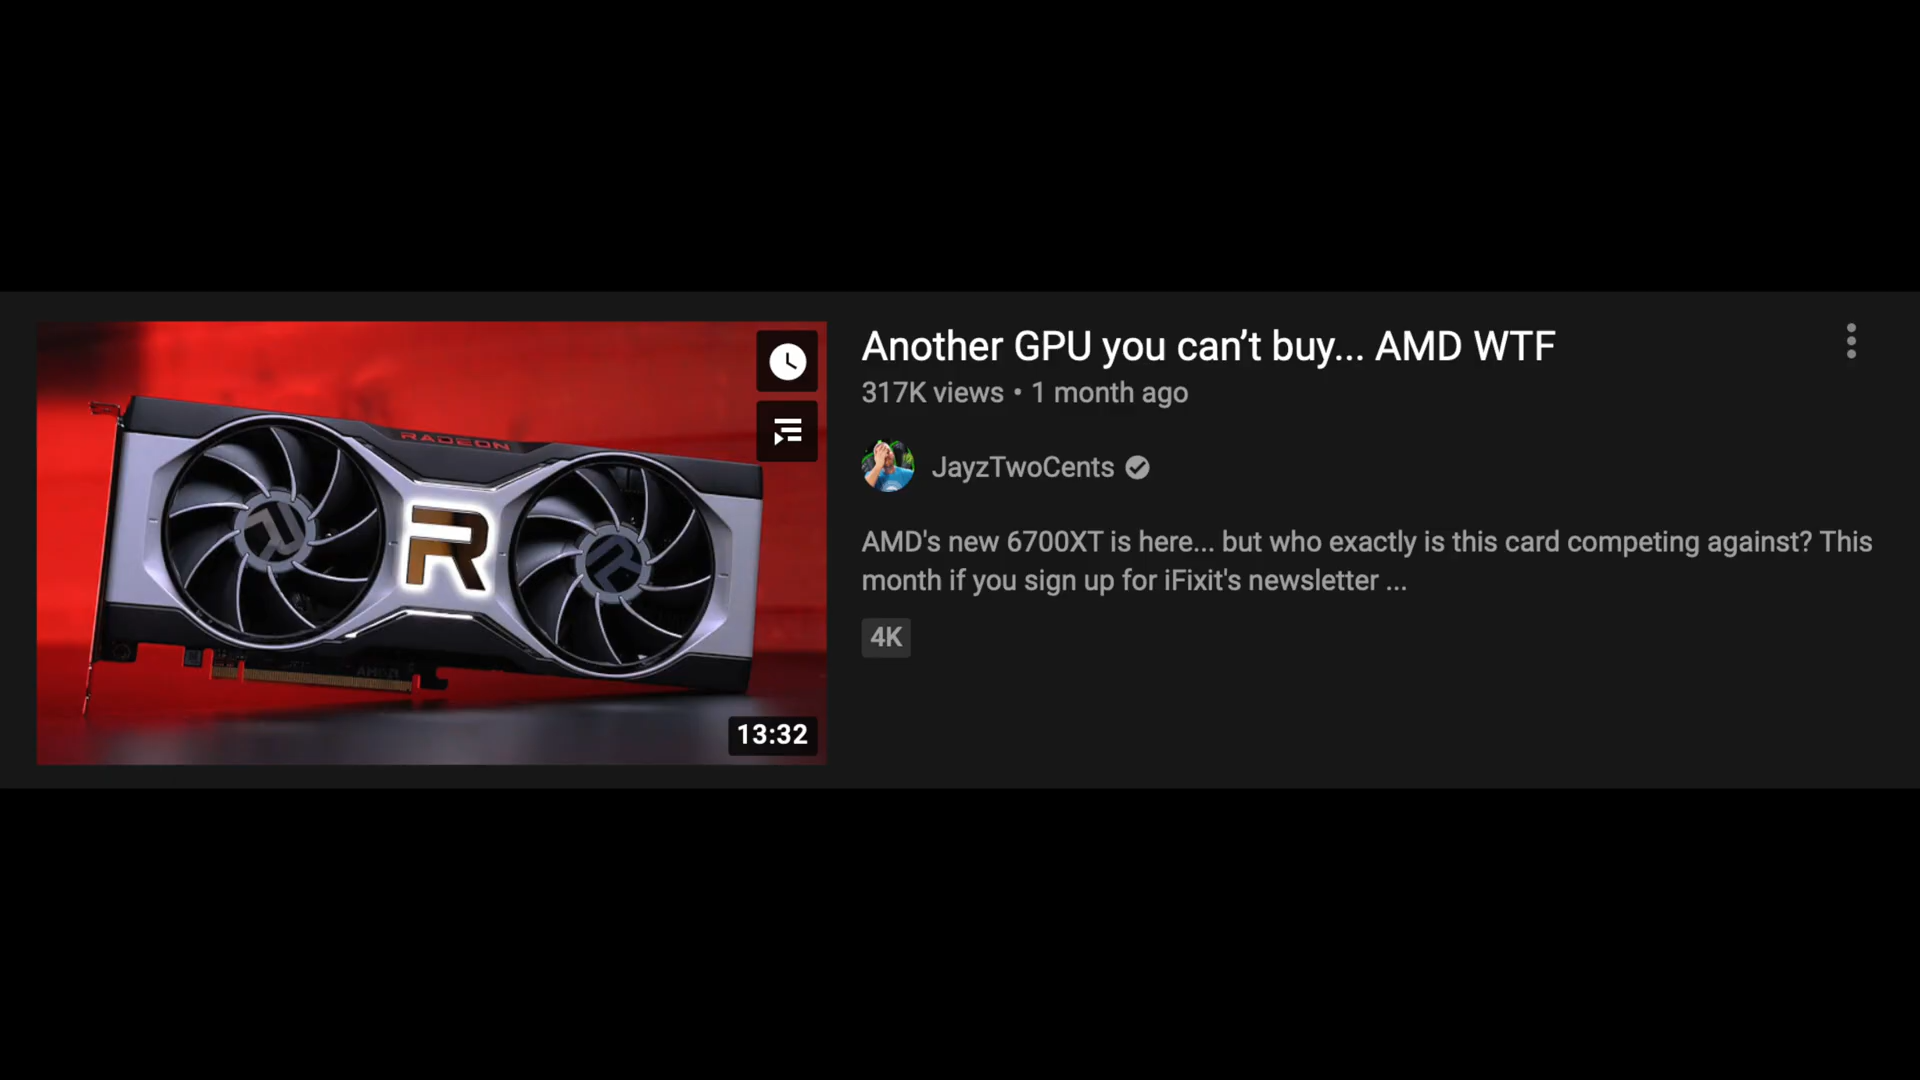 RADEON
R
AMD
13:32
Another GPU you can’t buy... AMD WTF
317K views • 1 month ago
JayzTwoCents
AMD's new 6700XT is here... but who exactly is this card competing against? This
month if you sign up for iFixit's newsletter ...
4K